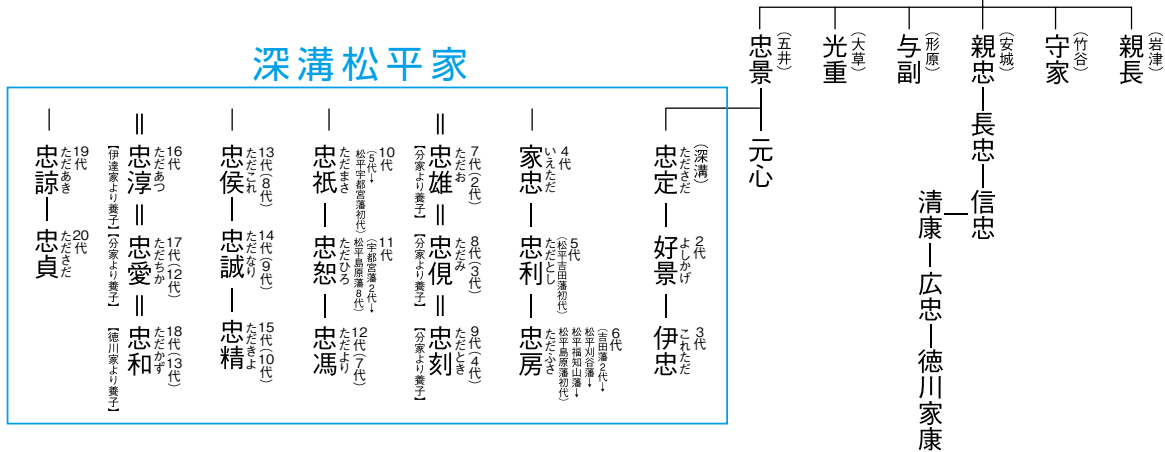 (岩津)
親長
(竹谷)
守家
(安城)
親忠
長忠
信忠
清康
広忠
徳川家康
(形原)
与副
(大草)
光重
(五井)
忠景
元心
深溝松平家
(深溝)
ただささだ
忠定
2代
よしかげ
好景
3代
これただ
伊忠
4代
いえただ
家忠
5代
(松平吉田藩初代)
ただとし
忠利
6代
(吉田藩2代→
松平刈谷藩→
松平福知山藩→
松平島原藩初代)
ただふさ
忠房
7代(2代)
ただお
忠雄
【分家より養子】
8代(3代)
ただみ
忠俔
【分家より養子】
9代(4代)
ただとき
忠刻
【分家より養子】
10代
(5代→
松平宇都宮藩初代)
ただまさ
忠祇
11代
(宇都宮藩2代→
松平島原藩8代)
ただひろ
忠恕
12代(7代)
ただより
忠馮
13代(8代)
ただこれ
忠侯
14代(9代)
ただなり
忠誠
15代(10代)
ただきよ
忠精
16代
ただあつ
忠淳
【伊達家より養子】
17代(12代)
ただちか
忠愛
【分家より養子】
18代(13代)
ただかず
忠和
【徳川家より養子】
19代
ただあき
忠諒
20代
たださだ
忠貞